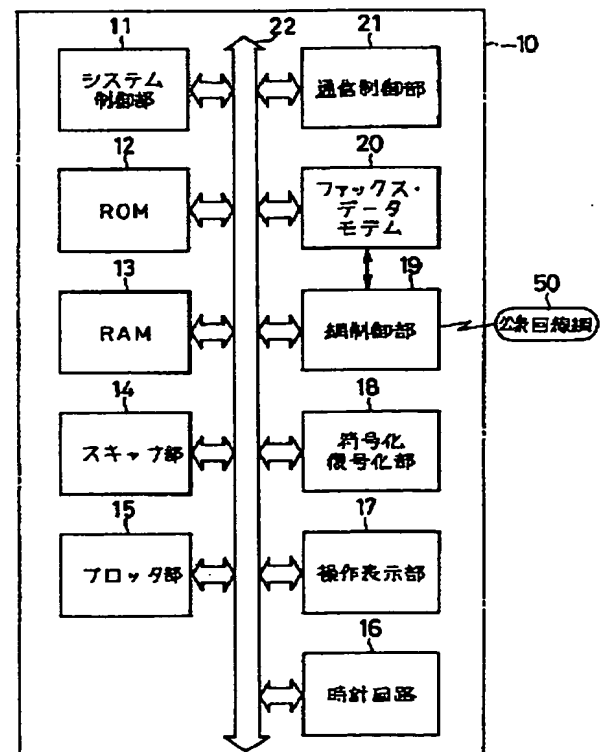 11
22
21
10
システム
制御部
通信制御部
12
20
ROM
ファックス・
データ
モデム
13
19
50
RAM
網制御部
公衆回線網
14
18
スキャナ部
符号化
復号化部
15
17
プロッタ部
操作表示部
16
時計回路